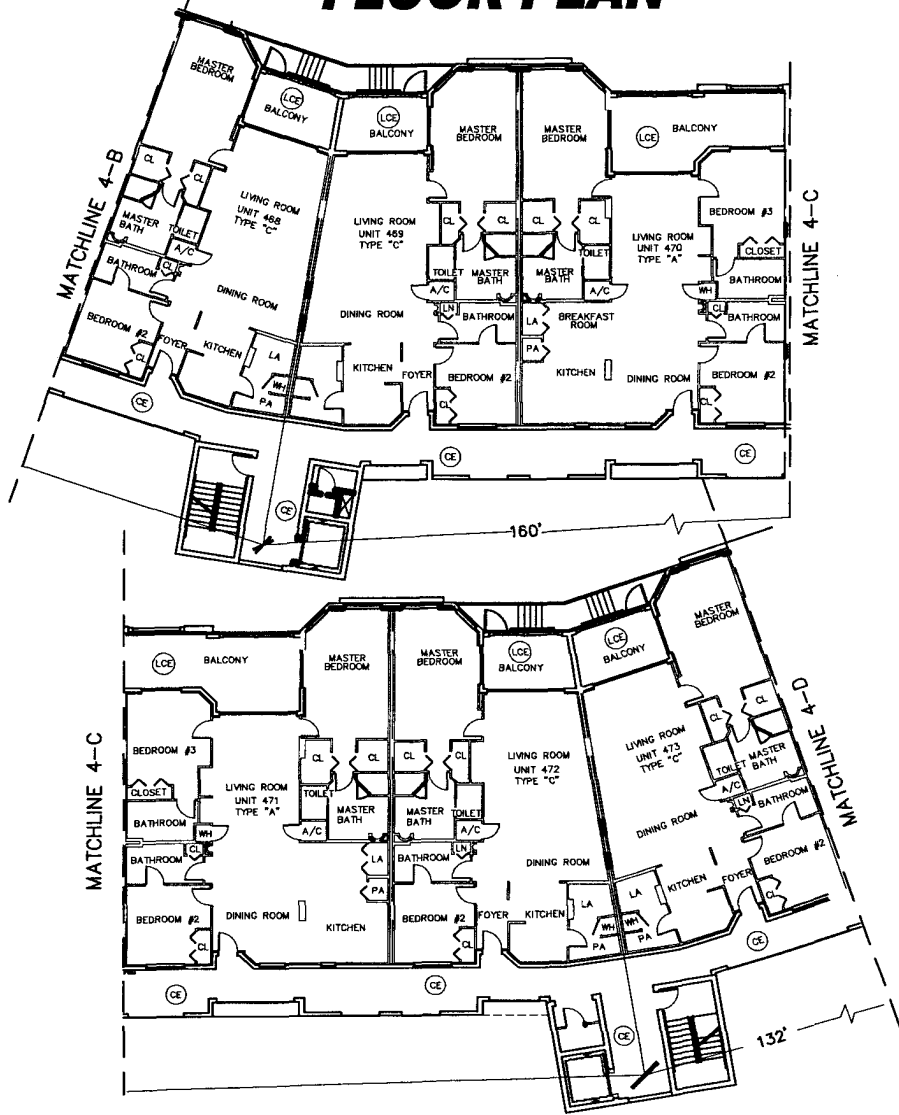 FLOOR PLAN
MASTER
BEDROOM
LCE
BALCONY
LCE
BALCONY
MASTER
BEDROOM
MASTER
BEDROOM
LCE
BALCONY
MATCHLINE 4-B
CL
CL
MASTER
BATH
TOILET
A/C
BATHROOM
CL
BEDROOM #2
CL
FOYER
LIVING ROOM
UNIT 468
TYPE "C"
DINING ROOM
KITCHEN
LA
WH
PA
LIVING ROOM
UNIT 469
TYPE "C"
DINING ROOM
KITCHEN
FOYER
CL
CL
TOILET
MASTER
BATH
A/C
LN
BATHROOM
BEDROOM #2
CL
CL
CL
TOILET
MASTER
BATH
A/C
LA
PA
BREAKFAST
ROOM
KITCHEN
LIVING ROOM
UNIT 470
TYPE "A"
DINING ROOM
BEDROOM #3
CLOSET
BATHROOM
WH
CL
BATHROOM
BEDROOM #2
CL
MATCHLINE 4-C
CE
CE
CE
CE
160'
LCE
BALCONY
MASTER
BEDROOM
MASTER
BEDROOM
LCE
BALCONY
LCE
BALCONY
MASTER
BEDROOM
MATCHLINE 4-C
BEDROOM #3
CLOSET
BATHROOM
WH
BATHROOM
CL
BEDROOM #2
CL
LIVING ROOM
UNIT 471
TYPE "A"
DINING ROOM
KITCHEN
CL
CL
TOILET
MASTER
BATH
A/C
LA
PA
CL
CL
MASTER
BATH
TOILET
A/C
BATHROOM
LN
BEDROOM #2
CL
FOYER
LIVING ROOM
UNIT 472
TYPE "C"
DINING ROOM
KITCHEN
LA
WH
PA
LIVING ROOM
UNIT 473
TYPE "C"
DINING ROOM
LA
WH
PA
KITCHEN
FOYER
CL
CL
TOILET
MASTER
BATH
A/C
LN
BATHROOM
BEDROOM #2
CL
MATCHLINE 4-D
CE
CE
CE
CE
132'